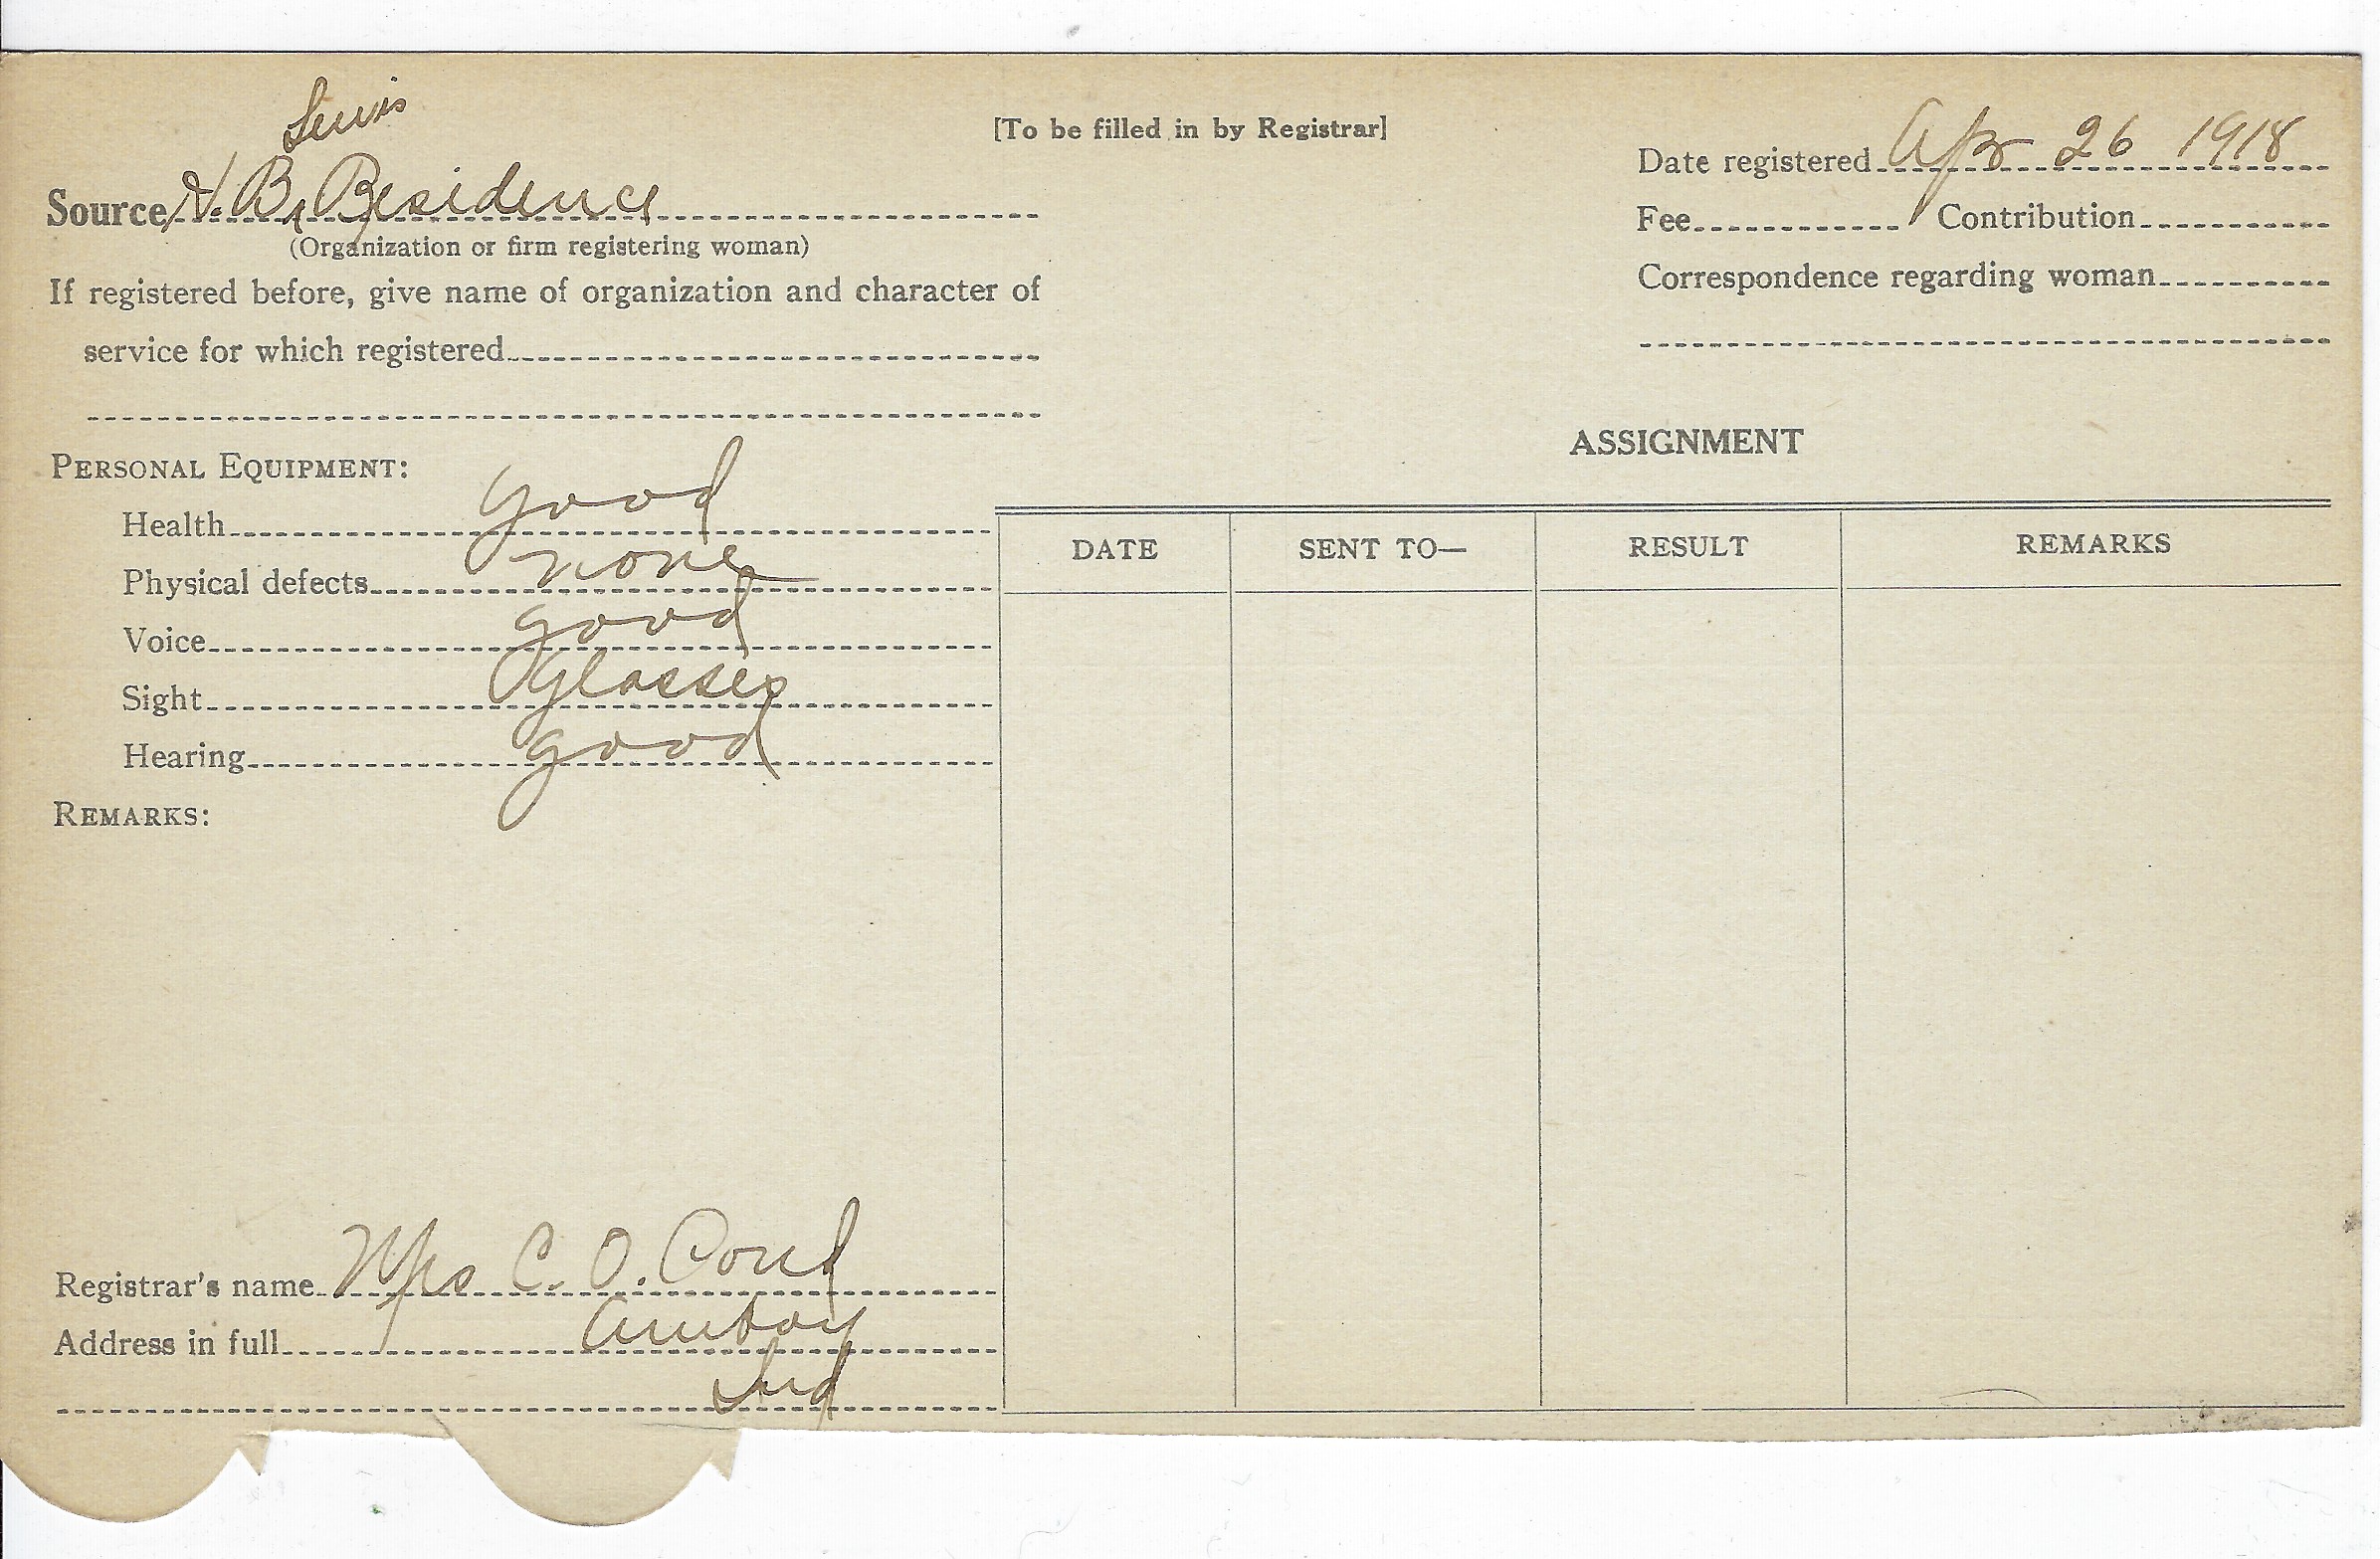 Lewis
[To be filled in by Registrar]
Date registered Apr 26 1918
Source N. B. Residence
(Organization or firm registering woman)
Fee Contribution
If registered before, give name of organization and character of
Correspondence regarding woman
service for which registered
ASSIGNMENT
PERSONAL EQUIPMENT:
Health good
DATE SENT TO— RESULT REMARKS
Physical defects none
Voice good
Sight Glasses
Hearing good
REMARKS:
Registrar's name Mrs C. O. Cond
Address in full Amboy
Ind